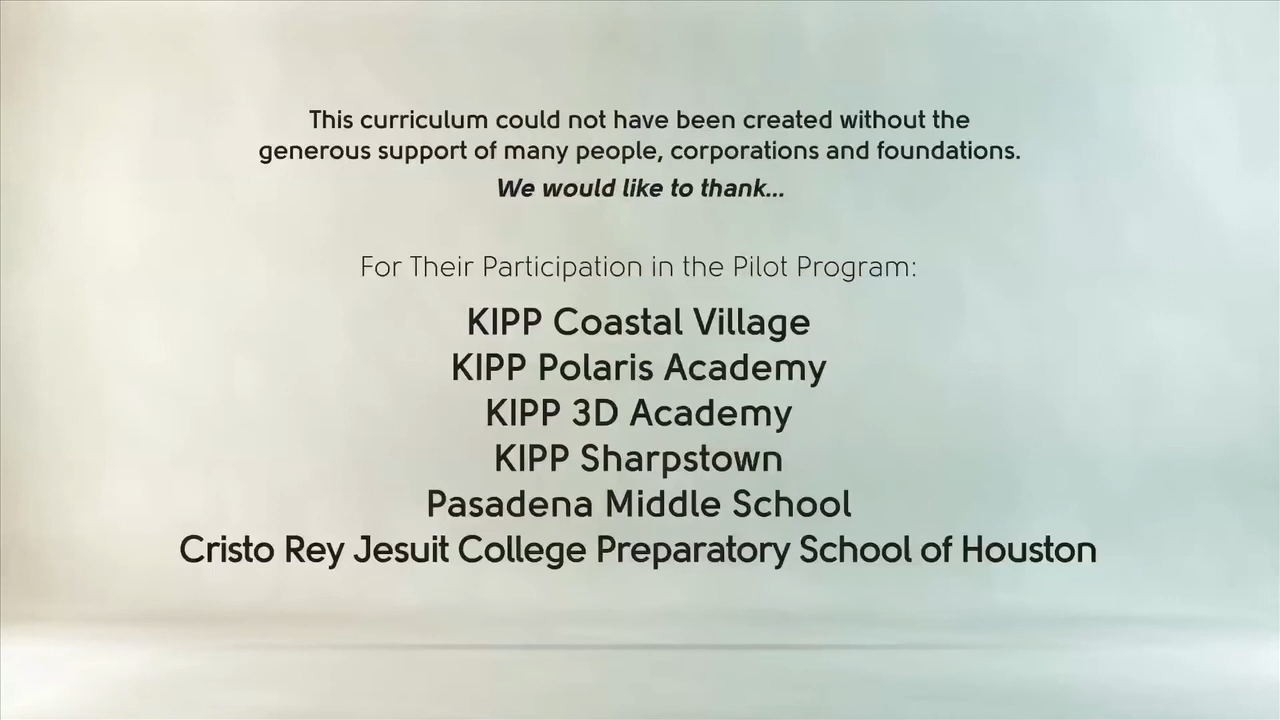 This curriculum could not have been created without the
generous support of many people, corporations and foundations.
We would like to thank...
For Their Participation in the Pilot Program:
KIPP Coastal Village
KIPP Polaris Academy
KIPP 3D Academy
KIPP Sharpstown
Pasadena Middle School
Cristo Rey Jesuit College Preparatory School of Houston